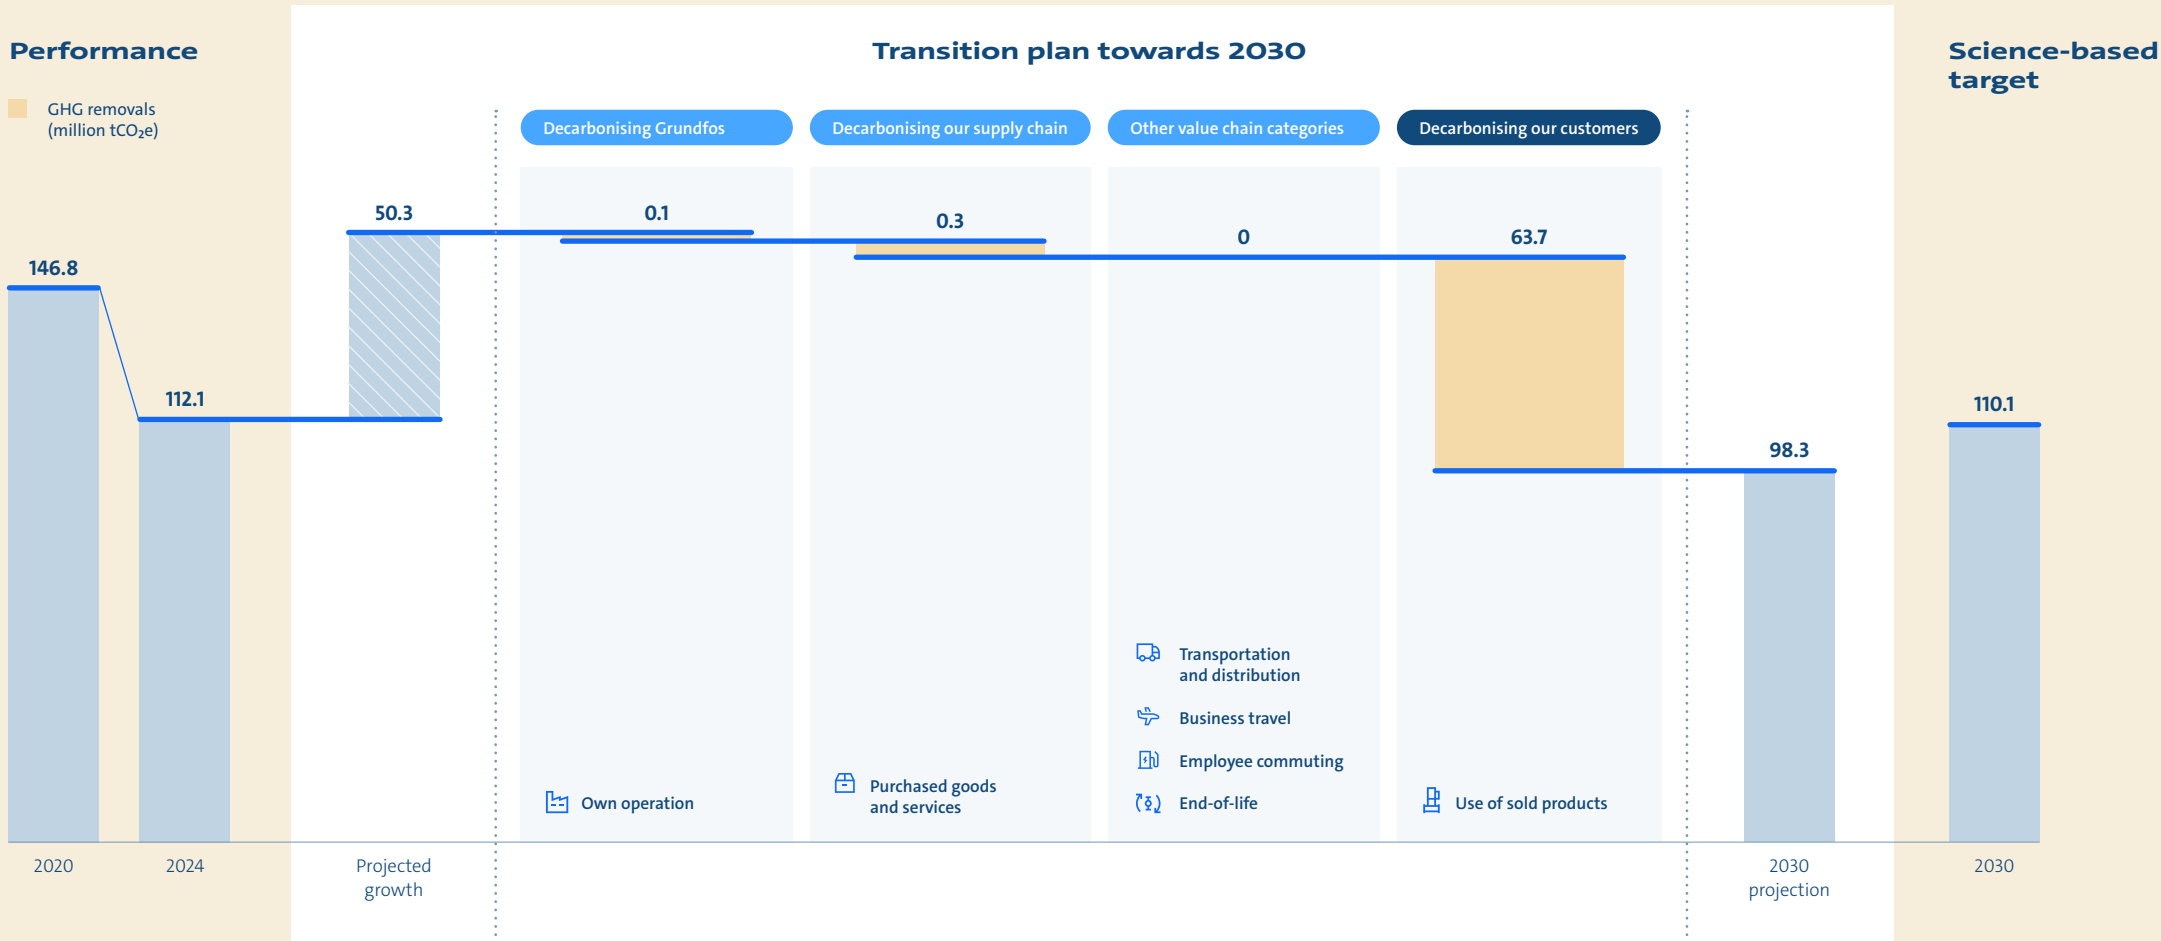 Performance
GHG removals
(million tCO₂e)
Transition plan towards 2030
Science-based
target
Decarbonising Grundfos
Decarbonising our supply chain
Other value chain categories
Decarbonising our customers
146.8
112.1
50.3
0.1
0.3
0
63.7
98.3
110.1
Own operation
Purchased goods
and services
Transportation
and distribution
Business travel
Employee commuting
End-of-life
Use of sold products
2020
2024
Projected
growth
2030
projection
2030